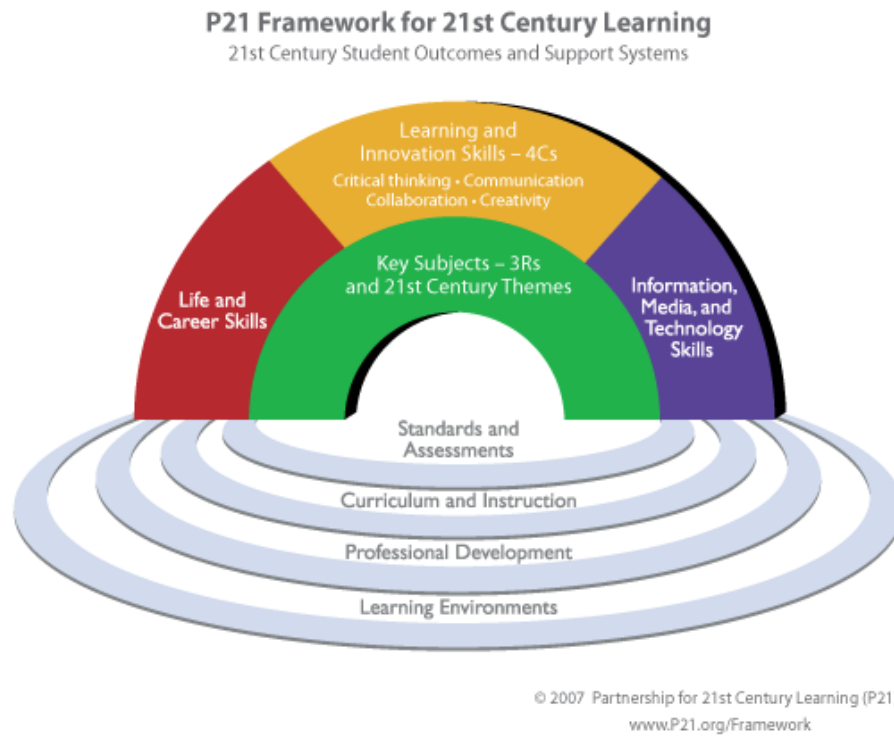 P21 Framework for 21st Century Learning
21st Century Student Outcomes and Support Systems
Learning and
Innovation Skills – 4Cs
Critical thinking • Communication
Collaboration • Creativity
Key Subjects – 3Rs
and 21st Century Themes
Life and
Career Skills
Information,
Media, and
Technology
Skills
Standards and
Assessments
Curriculum and Instruction
Professional Development
Learning Environments
© 2007 Partnership for 21st Century Learning (P21
www.P21.org/Framework